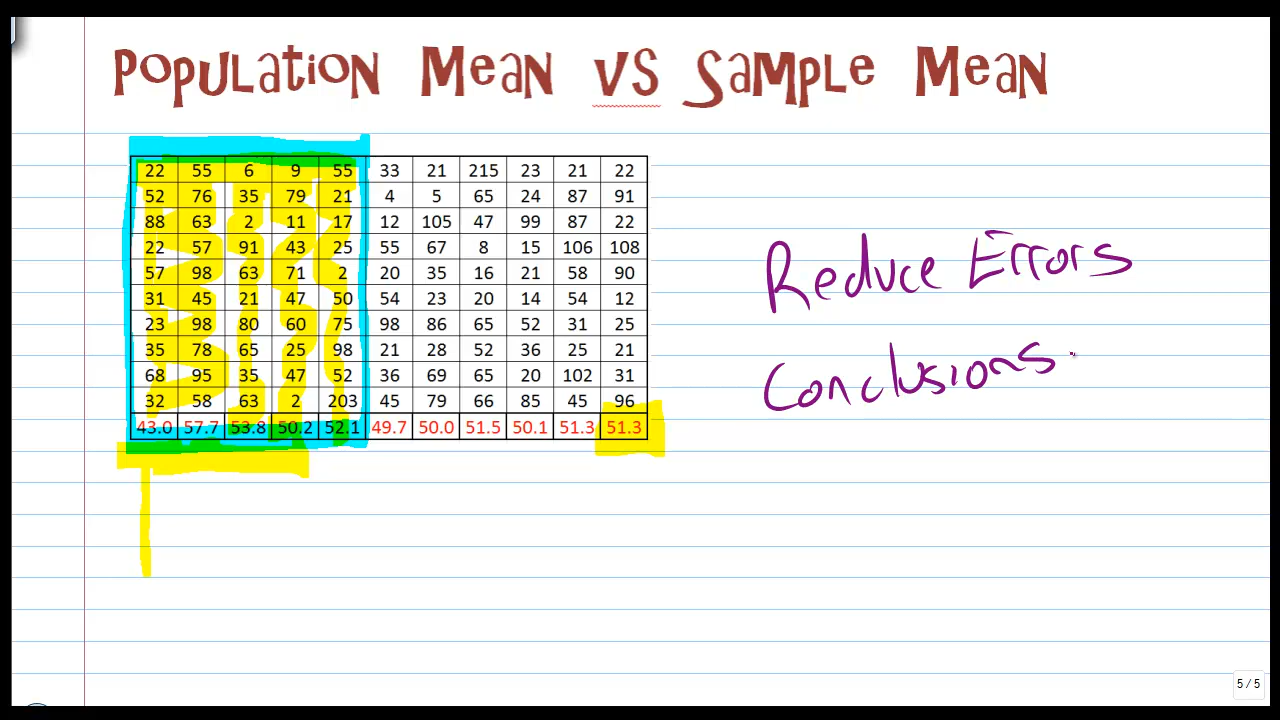 Population Mean vs Sample Mean
22 55 6 9 55 33 21 215 23 21 22
52 76 35 79 21 4 5 65 24 87 91
88 63 2 11 17 12 105 47 99 87 22
22 57 91 43 25 55 67 8 15 106 108
57 98 63 71 2 20 35 16 21 58 90
31 45 21 47 50 54 23 20 14 54 12
23 98 80 60 75 98 86 65 52 31 25
35 78 65 25 98 21 28 52 36 25 21
68 95 35 47 52 36 69 65 20 102 31
32 58 63 2 203 45 79 66 85 45 96
43.0 57.7 53.8 50.2 52.1 49.7 50.0 51.5 50.1 51.3 51.3
Reduce Errors
Conclusions.
5 / 5